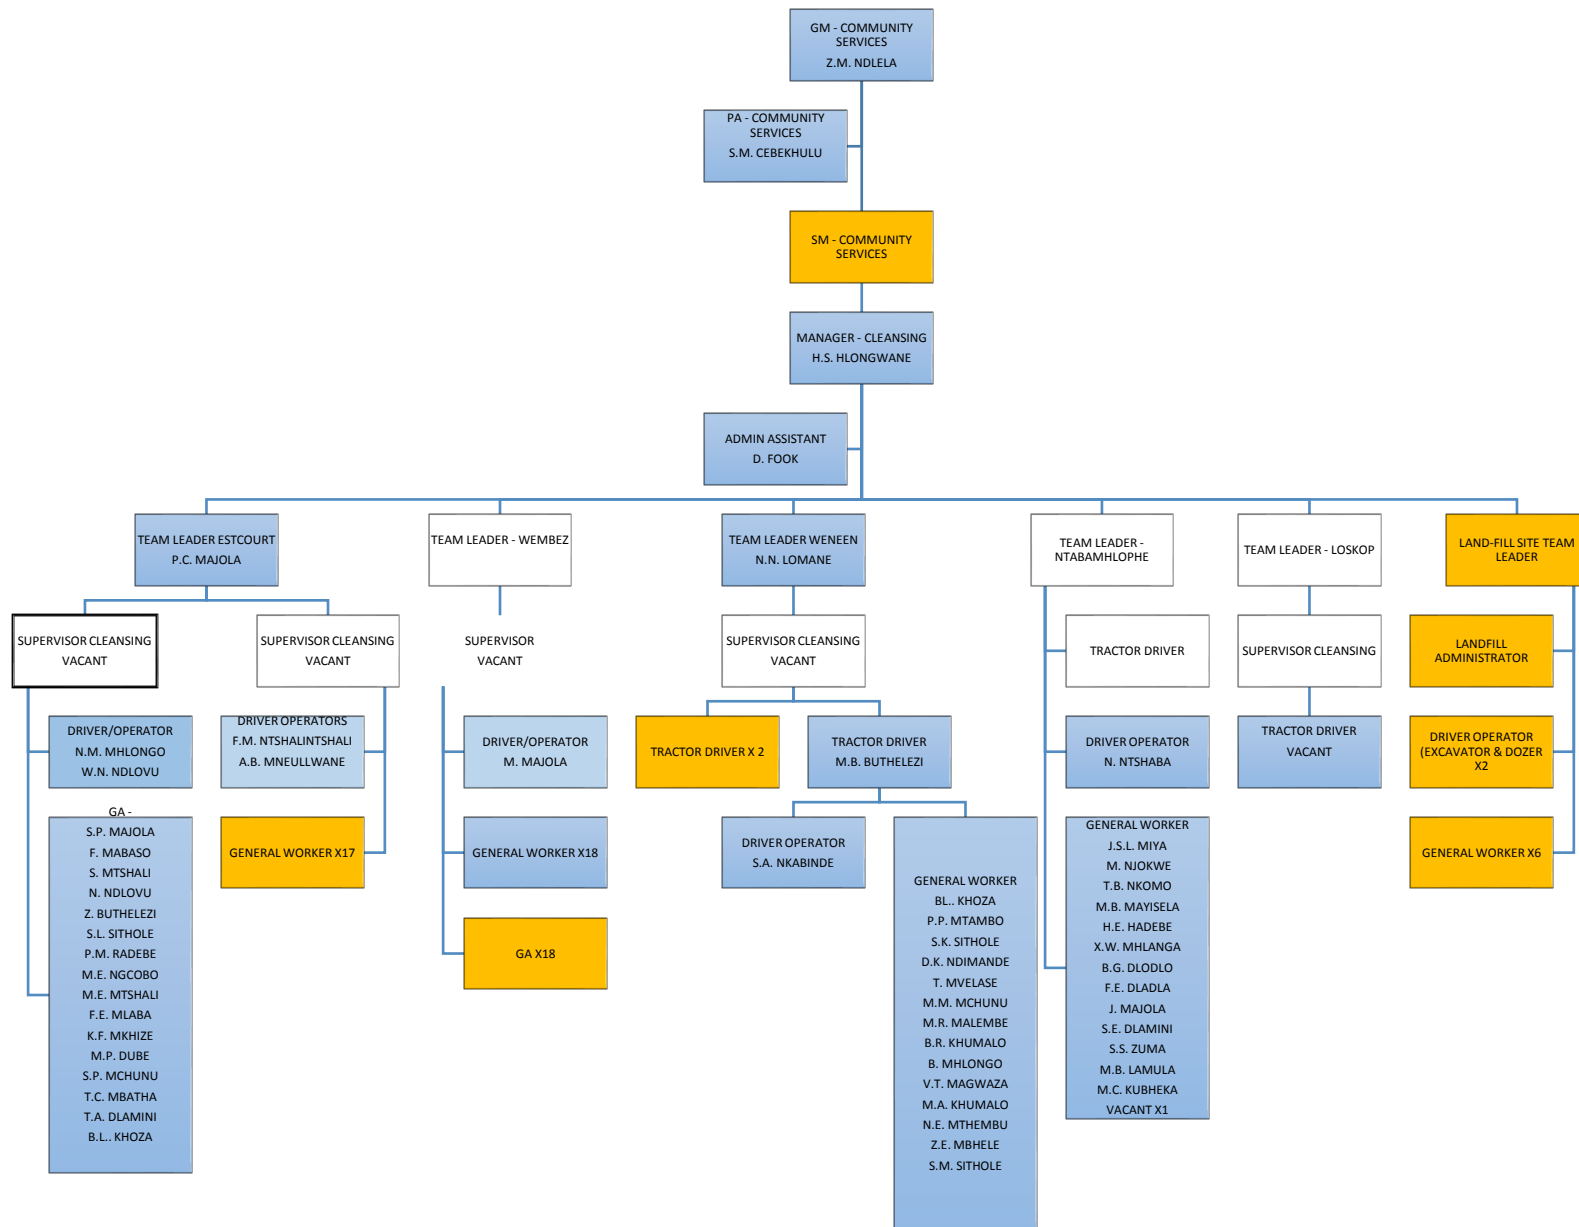 GM - COMMUNITY
SERVICES
Z.M. NDLELA
PA - COMMUNITY
SERVICES
S.M. CEBEKHULU
SM - COMMUNITY
SERVICES
MANAGER - CLEANSING
H.S. HLONGWANE
ADMIN ASSISTANT
D. FOOK
TEAM LEADER ESTCOURT
P.C. MAJOLA
SUPERVISOR CLEANSING
VACANT
DRIVER/OPERATOR
N.M. MHLONGO
W.N. NDLOVU
GA -
S.P. MAJOLA
F. MABASO
S. MTSHALI
N. NDLOVU
Z. BUTHELEZI
S.L. SITHOLE
P.M. RADEBE
M.E. NGCOBO
M.E. MTSHALI
F.E. MLABA
K.F. MKHIZE
M.P. DUBE
S.P. MCHUNU
T.C. MBATHA
T.A. DLAMINI
B.L.. KHOZA
SUPERVISOR CLEANSING
VACANT
DRIVER OPERATORS
F.M. NTSHALINTSHALI
A.B. MNEULLWANE
GENERAL WORKER X17
TEAM LEADER - WEMBEZ
SUPERVISOR
VACANT
DRIVER/OPERATOR
M. MAJOLA
GENERAL WORKER X18
GA X18
TEAM LEADER WENEEN
N.N. LOMANE
SUPERVISOR CLEANSING
VACANT
TRACTOR DRIVER X 2
TRACTOR DRIVER
M.B. BUTHELEZI
DRIVER OPERATOR
S.A. NKABINDE
GENERAL WORKER
BL.. KHOZA
P.P. MTAMBO
S.K. SITHOLE
D.K. NDIMANDE
T. MVELASE
M.M. MCHUNU
M.R. MALEMBE
B.R. KHUMALO
B. MHLONGO
V.T. MAGWAZA
M.A. KHUMALO
N.E. MTHEMBU
Z.E. MBHELE
S.M. SITHOLE
TEAM LEADER -
NTABAMHLOPHE
TRACTOR DRIVER
DRIVER OPERATOR
N. NTSHABA
GENERAL WORKER
J.S.L. MIYA
M. NJOKWE
T.B. NKOMO
M.B. MAYISELA
H.E. HADEBE
X.W. MHLANGA
B.G. DLODLO
F.E. DLADLA
J. MAJOLA
S.E. DLAMINI
S.S. ZUMA
M.B. LAMULA
M.C. KUBHEKA
VACANT X1
TEAM LEADER - LOSKOP
SUPERVISOR CLEANSING
TRACTOR DRIVER
VACANT
LAND-FILL SITE TEAM
LEADER
LANDFILL
ADMINISTRATOR
DRIVER OPERATOR
(EXCAVATOR & DOZER
X2
GENERAL WORKER X6